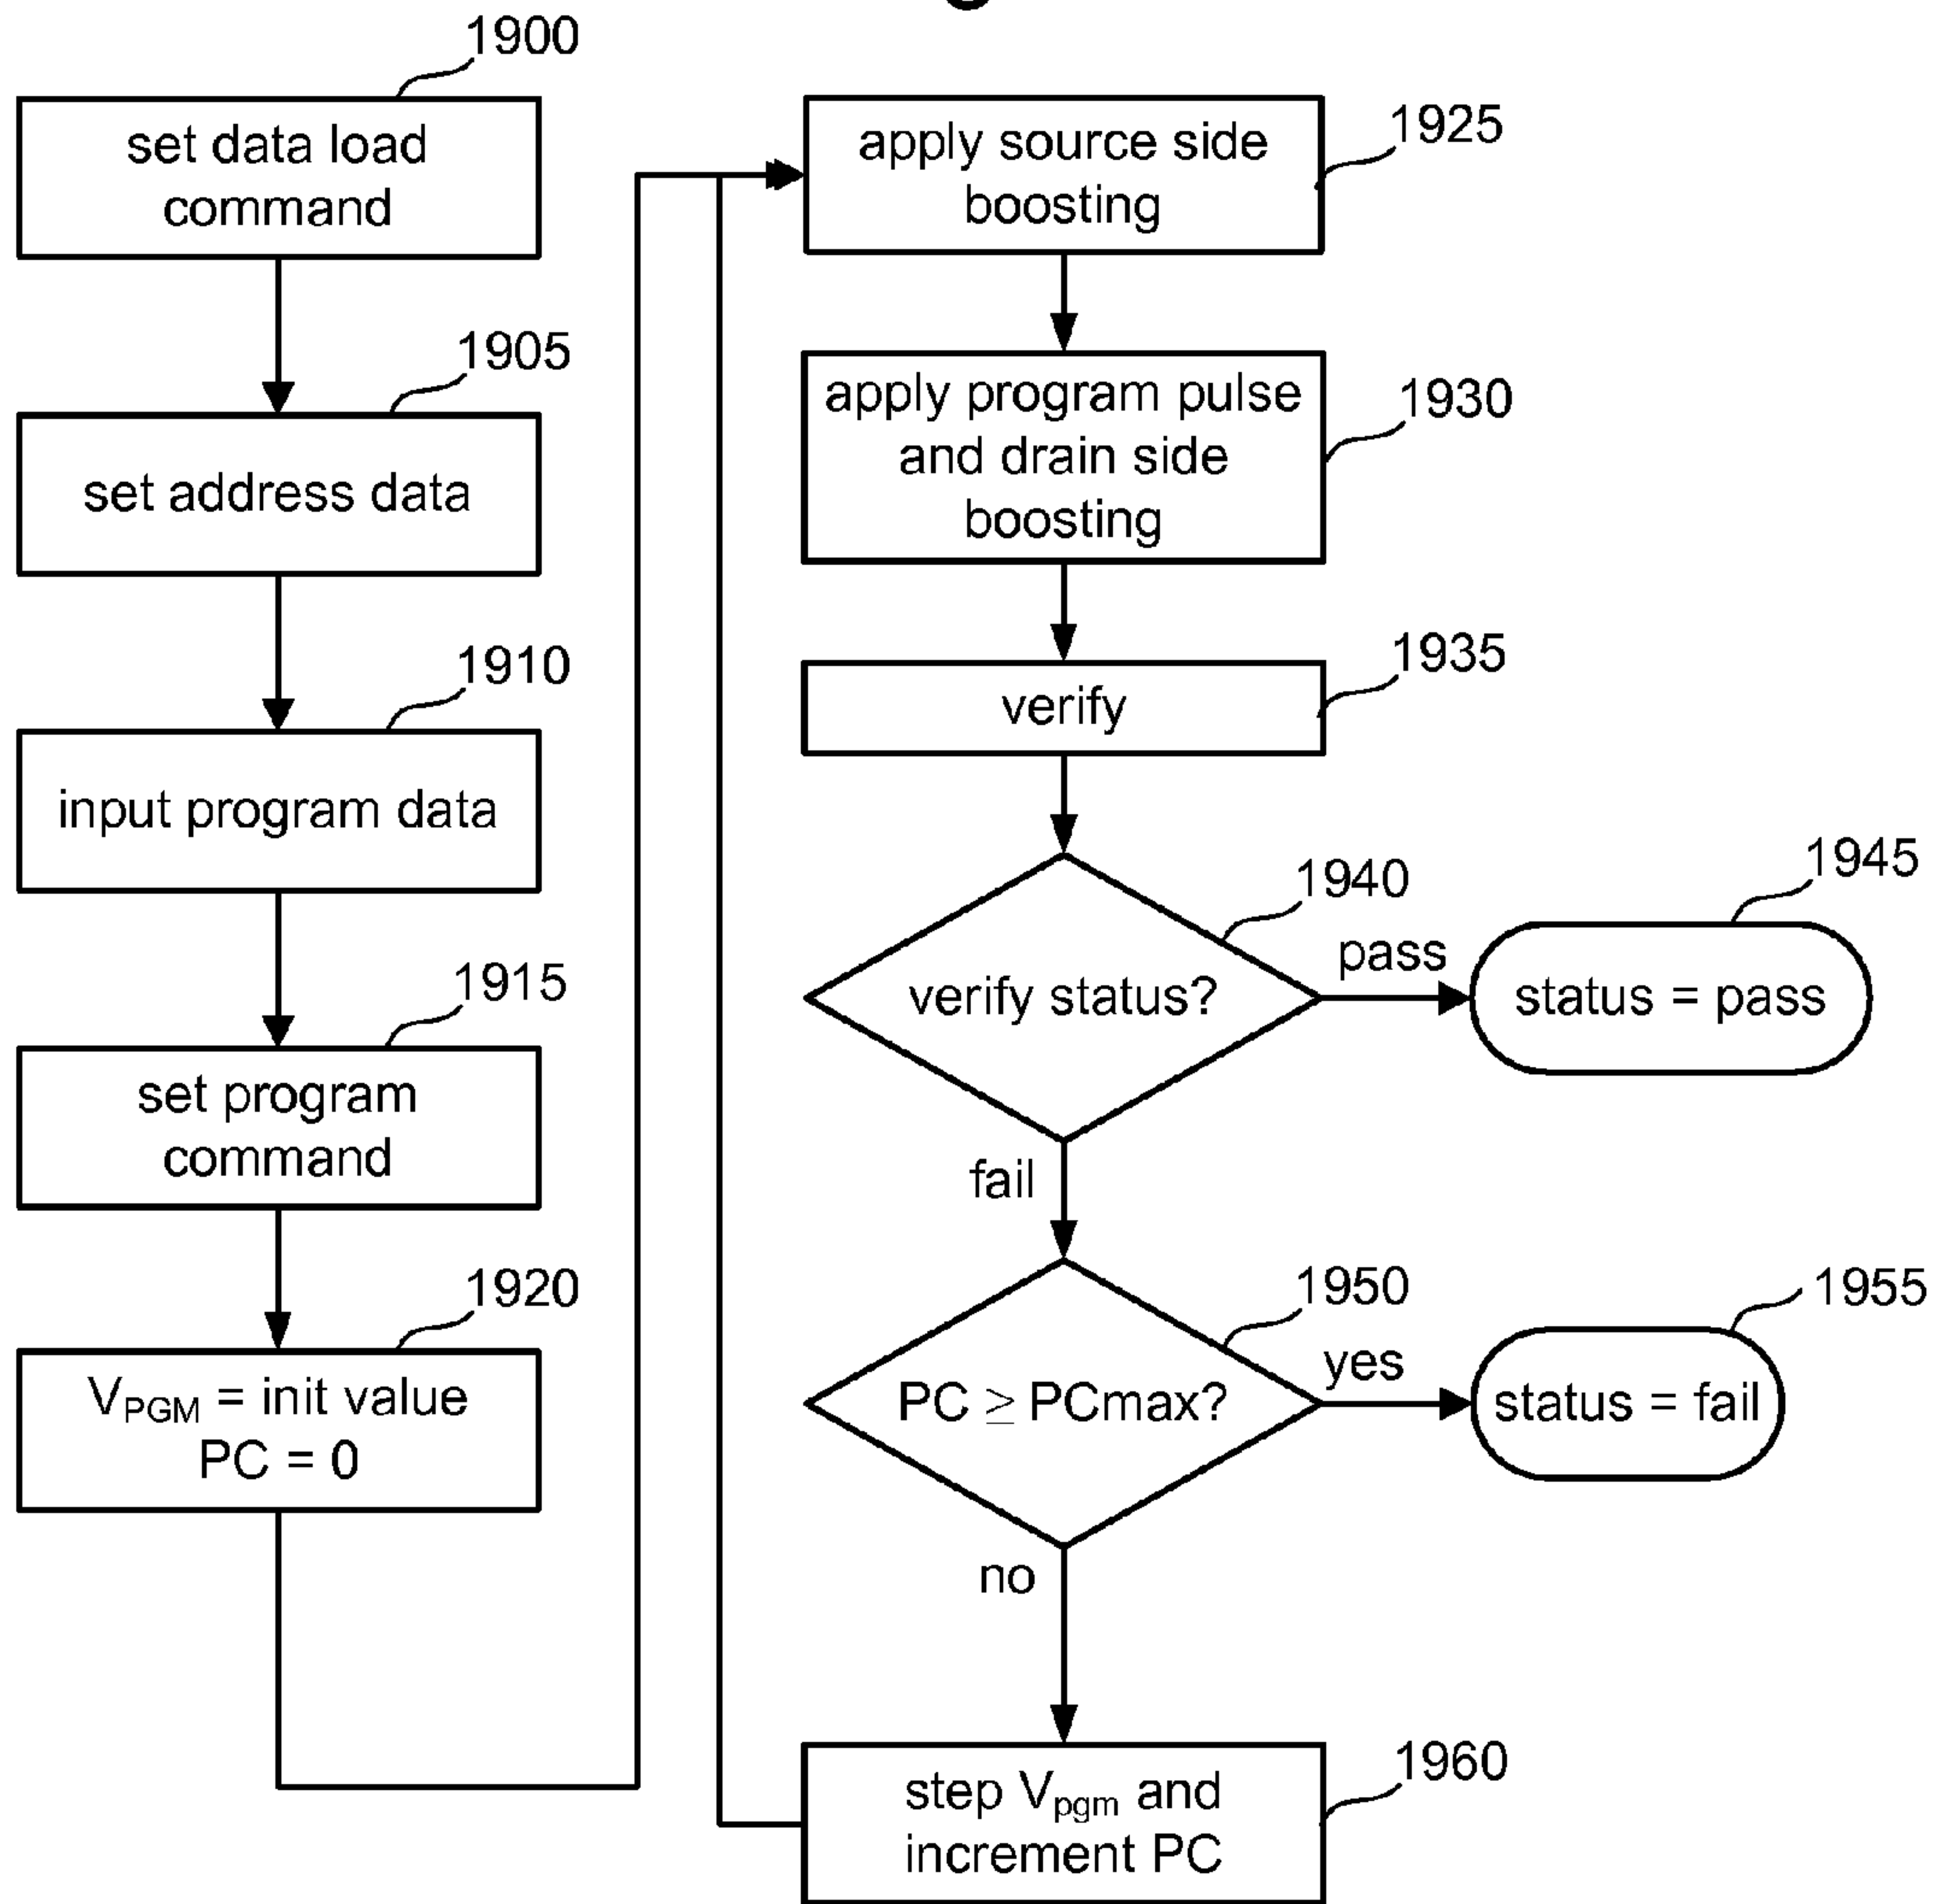 1900
set data load
command
1905
set address data
1910
input program data
1915
set program
command
1920
V_PGM = init value
PC = 0
1925
apply source side
boosting
1930
apply program pulse
and drain side
boosting
1935
verify
1940
verify status?
pass
1945
status = pass
fail
1950
PC ≥ PCmax?
yes
1955
status = fail
no
1960
step V_pgm and
increment PC